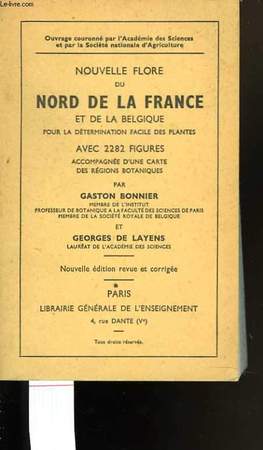 Ouvrage couronné par l'Académie des Sciences
et par la Société nationale d'Agriculture
NOUVELLE FLORE
DU
NORD DE LA FRANCE
ET DE LA BELGIQUE
POUR LA DÉTERMINATION FACILE DES PLANTES
AVEC 2282 FIGURES
ACCOMPAGNÉE D'UNE CARTE
DES RÉGIONS BOTANIQUES
PAR
GASTON BONNIER
MEMBRE DE L'INSTITUT
PROFESSEUR DE BOTANIQUE A LA FACULTÉ DES SCIENCES DE PARIS
MEMBRE DE LA SOCIÉTÉ ROYALE DE BELGIQUE
ET
GEORGES DE LAYENS
LAURÉAT DE L'ACADÉMIE DES SCIENCES
Nouvelle édition revue et corrigée
PARIS
LIBRAIRIE GÉNÉRALE DE L'ENSEIGNEMENT
4, rue DANTE (Ve)
Tous droits réservés.